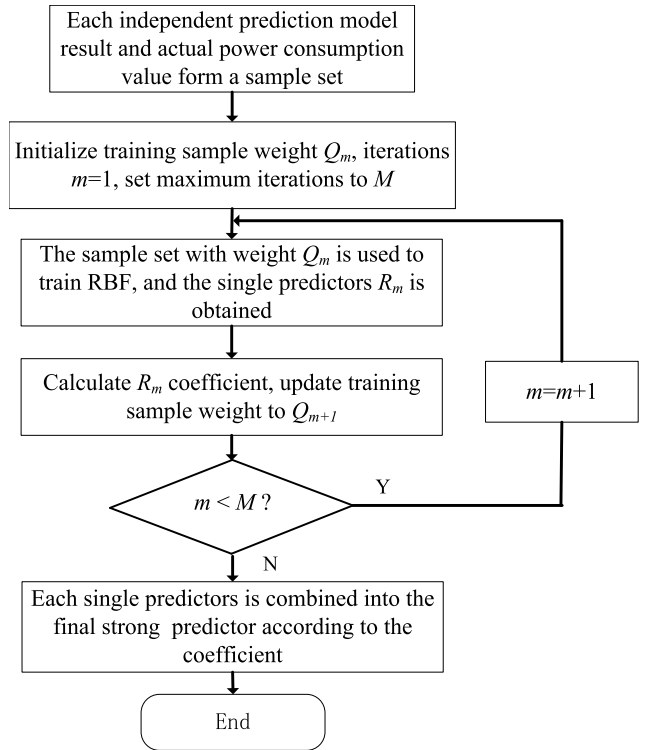 Each independent prediction model
result and actual power consumption
value form a sample set
Initialize training sample weight Qm, iterations
m=1, set maximum iterations to M
The sample set with weight Qm is used to
train RBF, and the single predictors Rm is
obtained
Calculate Rm coefficient, update training
sample weight to Qm+1
m=m+1
m < M ?
Y
N
Each single predictors is combined into the
final strong predictor according to the
coefficient
End